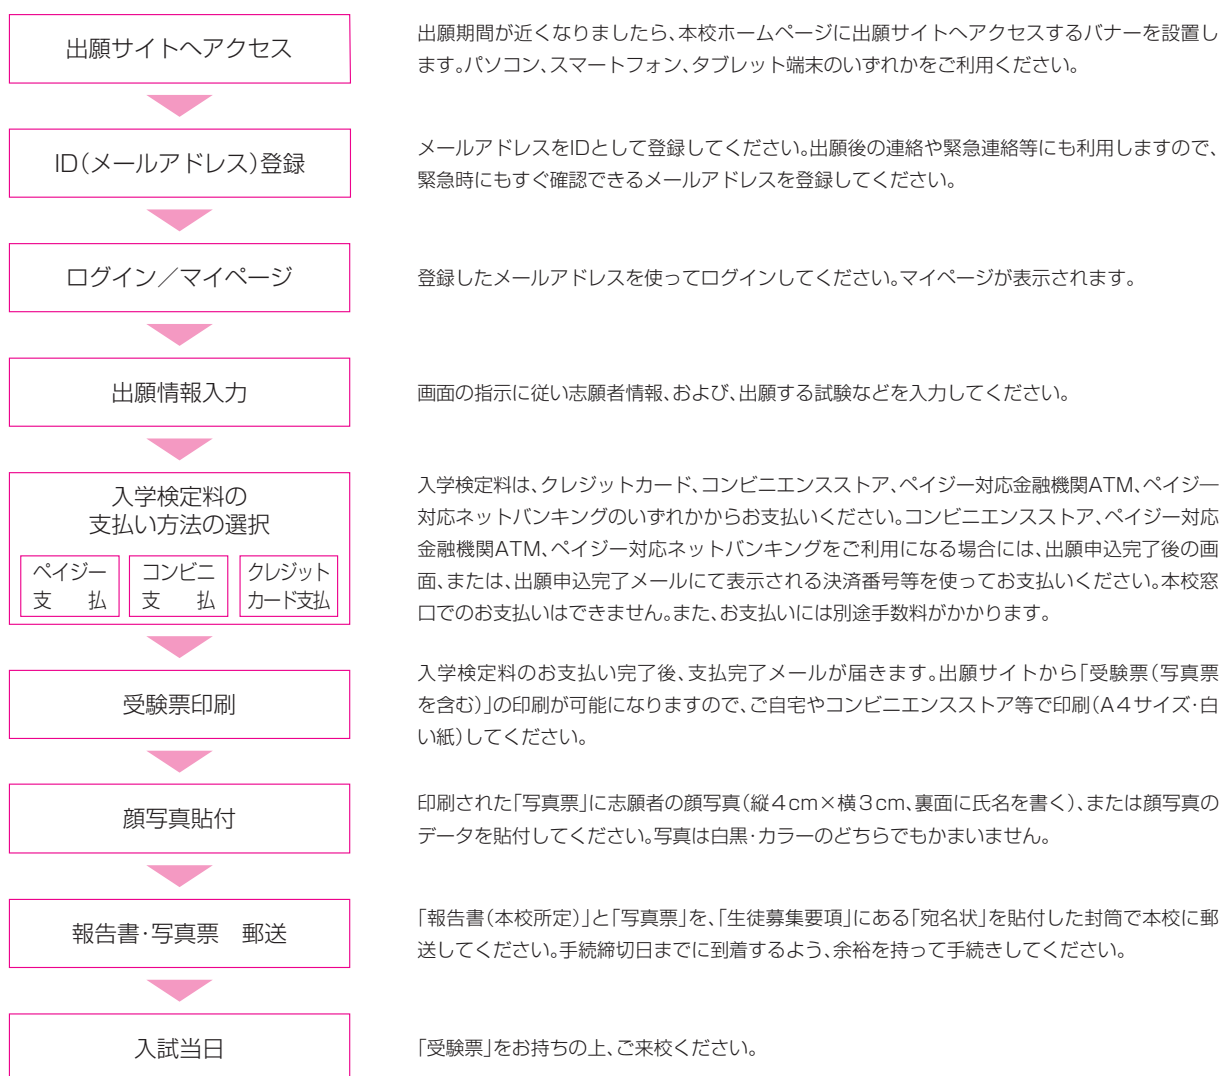 出願サイトへアクセス
出願期間が近くなりましたら、本校ホームページに出願サイトへアクセスするバナーを設置し
ます。パソコン、スマートフォン、タブレット端末のいずれかをご利用ください。
ID(メールアドレス)登録
メールアドレスをIDとして登録してください。出願後の連絡や緊急連絡等にも利用しますので、
緊急時にもすぐ確認できるメールアドレスを登録してください。
ログイン／マイページ
登録したメールアドレスを使ってログインしてください。マイページが表示されます。
出願情報入力
画面の指示に従い志願者情報、および、出願する試験などを入力してください。
入学検定料の
支払い方法の選択
ペイジー
支　払
コンビニ
支　払
クレジット
カード支払
入学検定料は、クレジットカード、コンビニエンスストア、ペイジー対応金融機関ATM、ペイジー
対応ネットバンキングのいずれかからお支払いください。コンビニエンスストア、ペイジー対応
金融機関ATM、ペイジー対応ネットバンキングをご利用になる場合には、出願申込完了後の画
面、または、出願申込完了メールにて表示される決済番号等を使ってお支払いください。本校窓
口でのお支払いはできません。また、お支払いには別途手数料がかかります。
受験票印刷
入学検定料のお支払い完了後、支払完了メールが届きます。出願サイトから「受験票(写真票
を含む)」の印刷が可能になりますので、ご自宅やコンビニエンスストア等で印刷(A4サイズ・白
い紙)してください。
顔写真貼付
印刷された「写真票」に志願者の顔写真(縦4cm×横3cm、裏面に氏名を書く)、または顔写真の
データを貼付してください。写真は白黒・カラーのどちらでもかまいません。
報告書・写真票　郵送
「報告書(本校所定)」と「写真票」を、「生徒募集要項」にある「宛名状」を貼付した封筒で本校に郵
送してください。手続締切日までに到着するよう、余裕を持って手続きしてください。
入試当日
「受験票」をお持ちの上、ご来校ください。